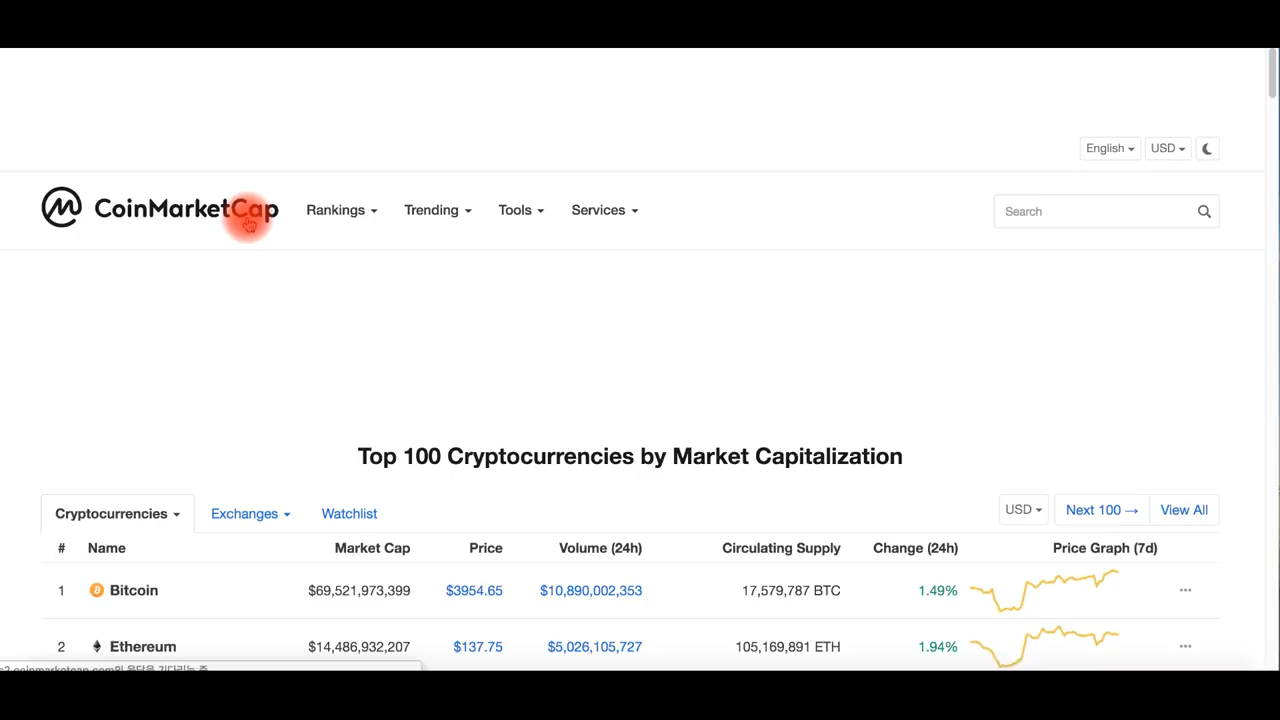 English
USD
CoinMarketCap
Rankings
Trending
Tools
Services
Search
Top 100 Cryptocurrencies by Market Capitalization
Cryptocurrencies
Exchanges
Watchlist
USD
Next 100 →
View All
# Name Market Cap Price Volume (24h) Circulating Supply Change (24h) Price Graph (7d)
1 Bitcoin $69,521,973,399 $3954.65 $10,890,002,353 17,579,787 BTC 1.49%
2 Ethereum $14,486,932,207 $137.75 $5,026,105,727 105,169,891 ETH 1.94%